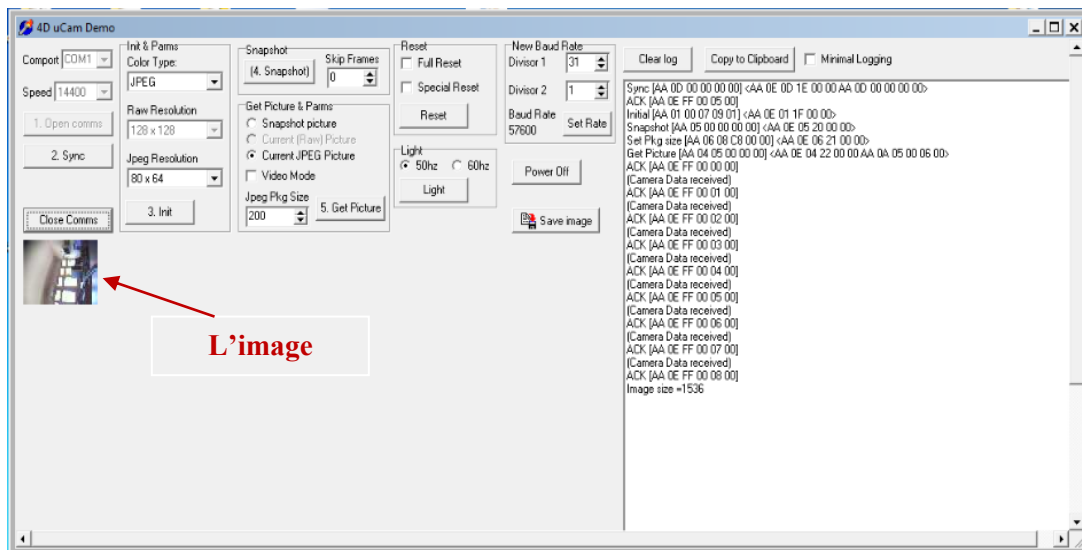 4D uCam Demo
Comport COM1
Speed 14400
1. Open comms
2. Sync
Close Comms
Init & Parms
Color Type:
JPEG
Raw Resolution
128 x 128
Jpeg Resolution
80 x 64
3. Init
Snapshot
(4. Snapshot)
Skip Frames
0
Get Picture & Parms
Snapshot picture
Current (Raw) Picture
Current JPEG Picture
Video Mode
Jpeg Pkg Size
200
5. Get Picture
Reset
Full Reset
Special Reset
Reset
Light
50hz 60hz
Light
New Baud Rate
Divisor 1 31
Divisor 2 1
Baud Rate
57600
Set Rate
Power Off
Save image
Clear log
Copy to Clipboard
Minimal Logging
Sync [AA 0D 00 00 00 00] <AA 0E 0D 1E 00 00 AA 0D 00 00 00 00>
ACK [AA 0E FF 00 05 00]
Initial [AA 01 00 07 09 01] <AA 0E 01 1F 00 00>
Snapshot [AA 05 00 00 00 00] <AA 0E 05 20 00 00>
Set Pkg size [AA 06 08 C8 00 00] <AA 0E 06 21 00 00>
Get Picture [AA 04 05 00 00 00] <AA 0E 04 22 00 00 AA 0A 05 00 06 00>
ACK [AA 0E FF 00 00 00]
(Camera Data received)
ACK [AA 0E FF 00 01 00]
(Camera Data received)
ACK [AA 0E FF 00 02 00]
(Camera Data received)
ACK [AA 0E FF 00 03 00]
(Camera Data received)
ACK [AA 0E FF 00 04 00]
(Camera Data received)
ACK [AA 0E FF 00 05 00]
(Camera Data received)
ACK [AA 0E FF 00 06 00]
(Camera Data received)
ACK [AA 0E FF 00 07 00]
(Camera Data received)
ACK [AA 0E FF 00 08 00]
Image size =1536
L'image